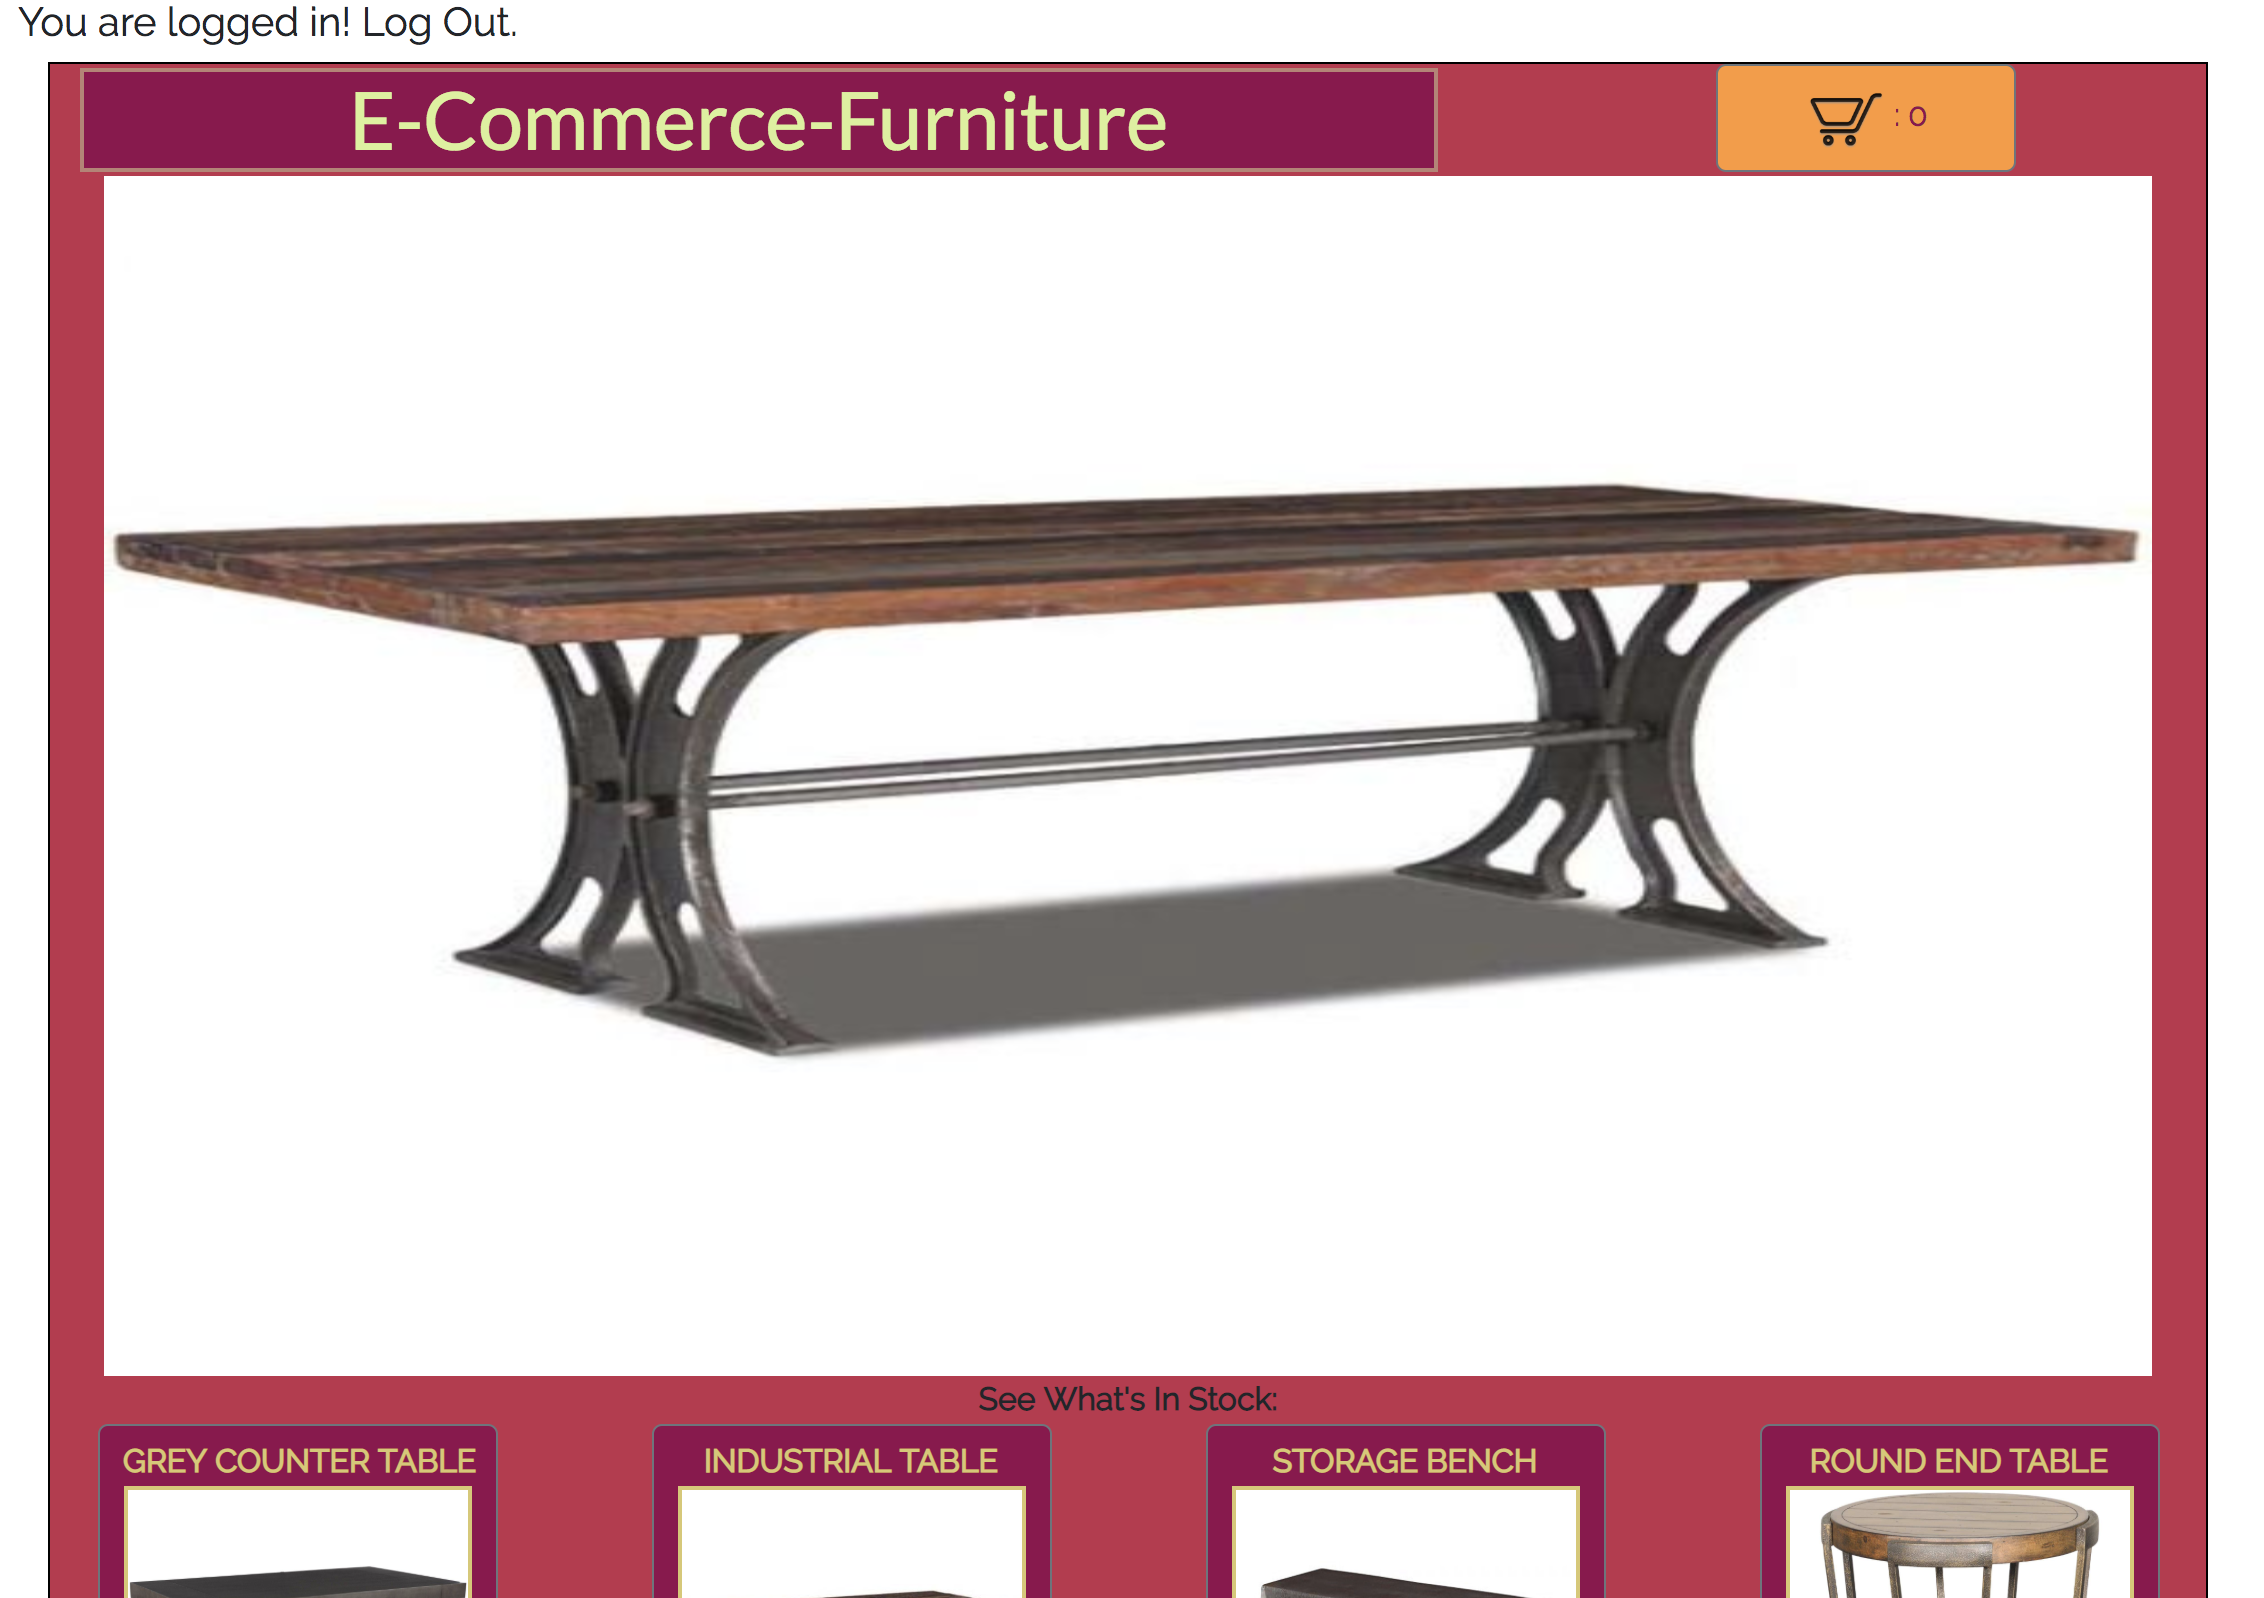 You are logged in! Log Out.
E-Commerce-Furniture
: 0
See What's In Stock:
GREY COUNTER TABLE
INDUSTRIAL TABLE
STORAGE BENCH
ROUND END TABLE